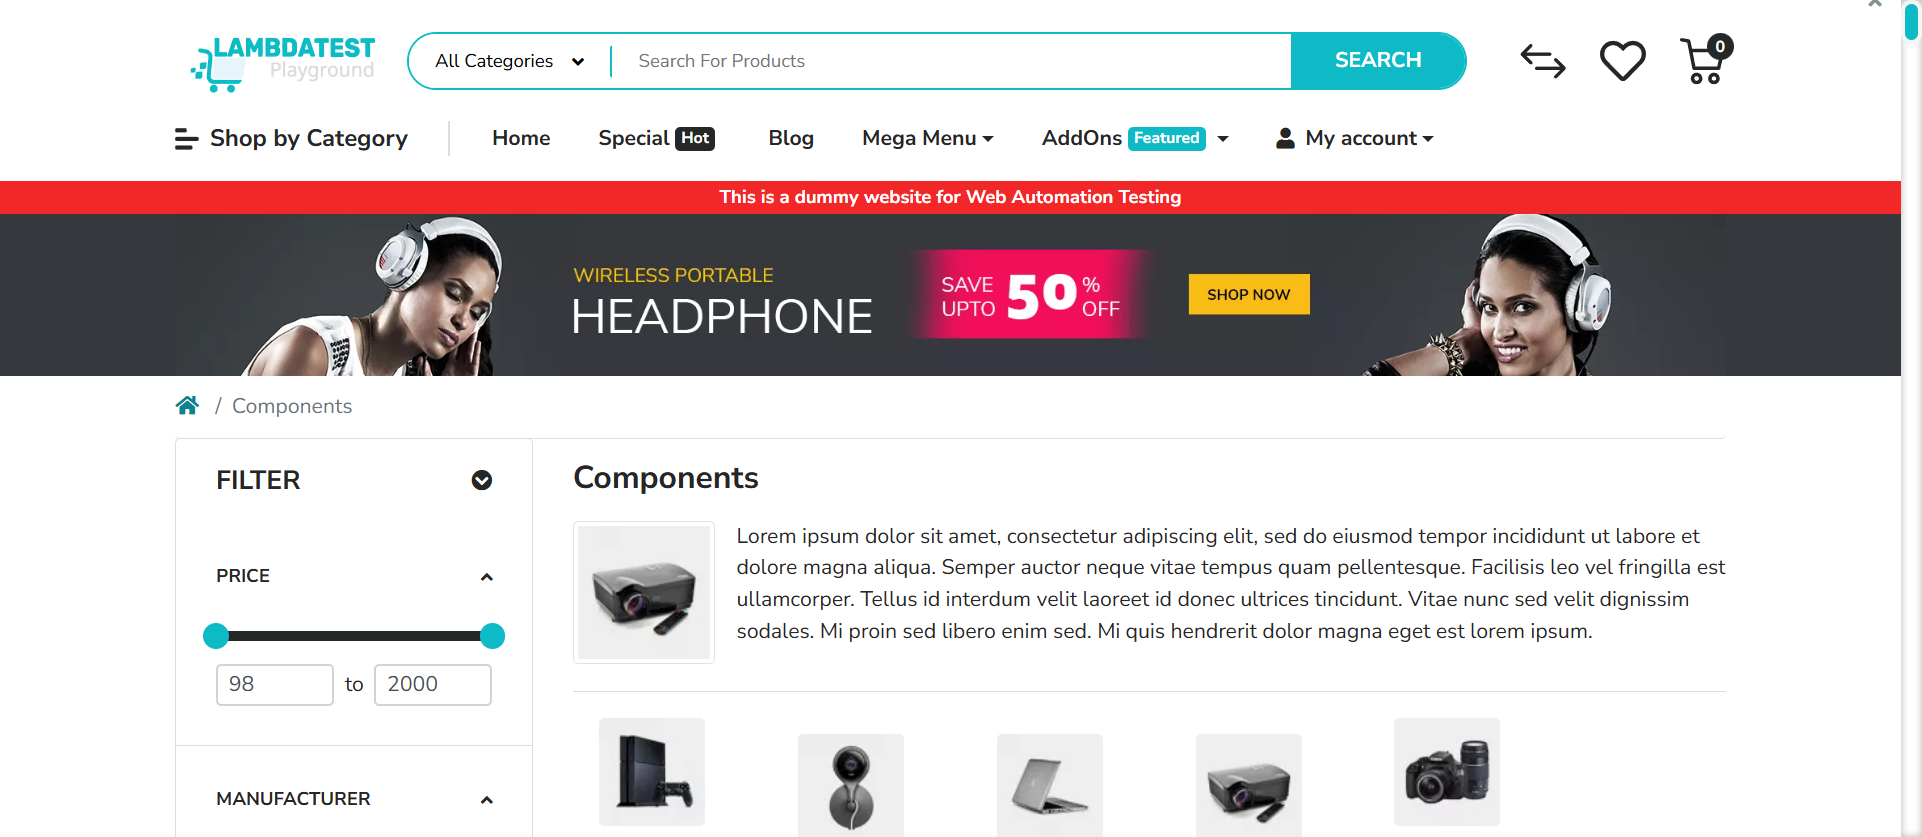 LAMBDATEST
Playground
All Categories
Search For Products
SEARCH
0
Shop by Category
Home
Special Hot
Blog
Mega Menu
AddOns Featured
My account
This is a dummy website for Web Automation Testing
WIRELESS PORTABLE
HEADPHONE
SAVE
UPTO
50
%
OFF
SHOP NOW
/ Components
FILTER
PRICE
98 to 2000
MANUFACTURER
Components
Lorem ipsum dolor sit amet, consectetur adipiscing elit, sed do eiusmod tempor incididunt ut labore et
dolore magna aliqua. Semper auctor neque vitae tempus quam pellentesque. Facilisis leo vel fringilla est
ullamcorper. Tellus id interdum velit laoreet id donec ultrices tincidunt. Vitae nunc sed velit dignissim
sodales. Mi proin sed libero enim sed. Mi quis hendrerit dolor magna eget est lorem ipsum.